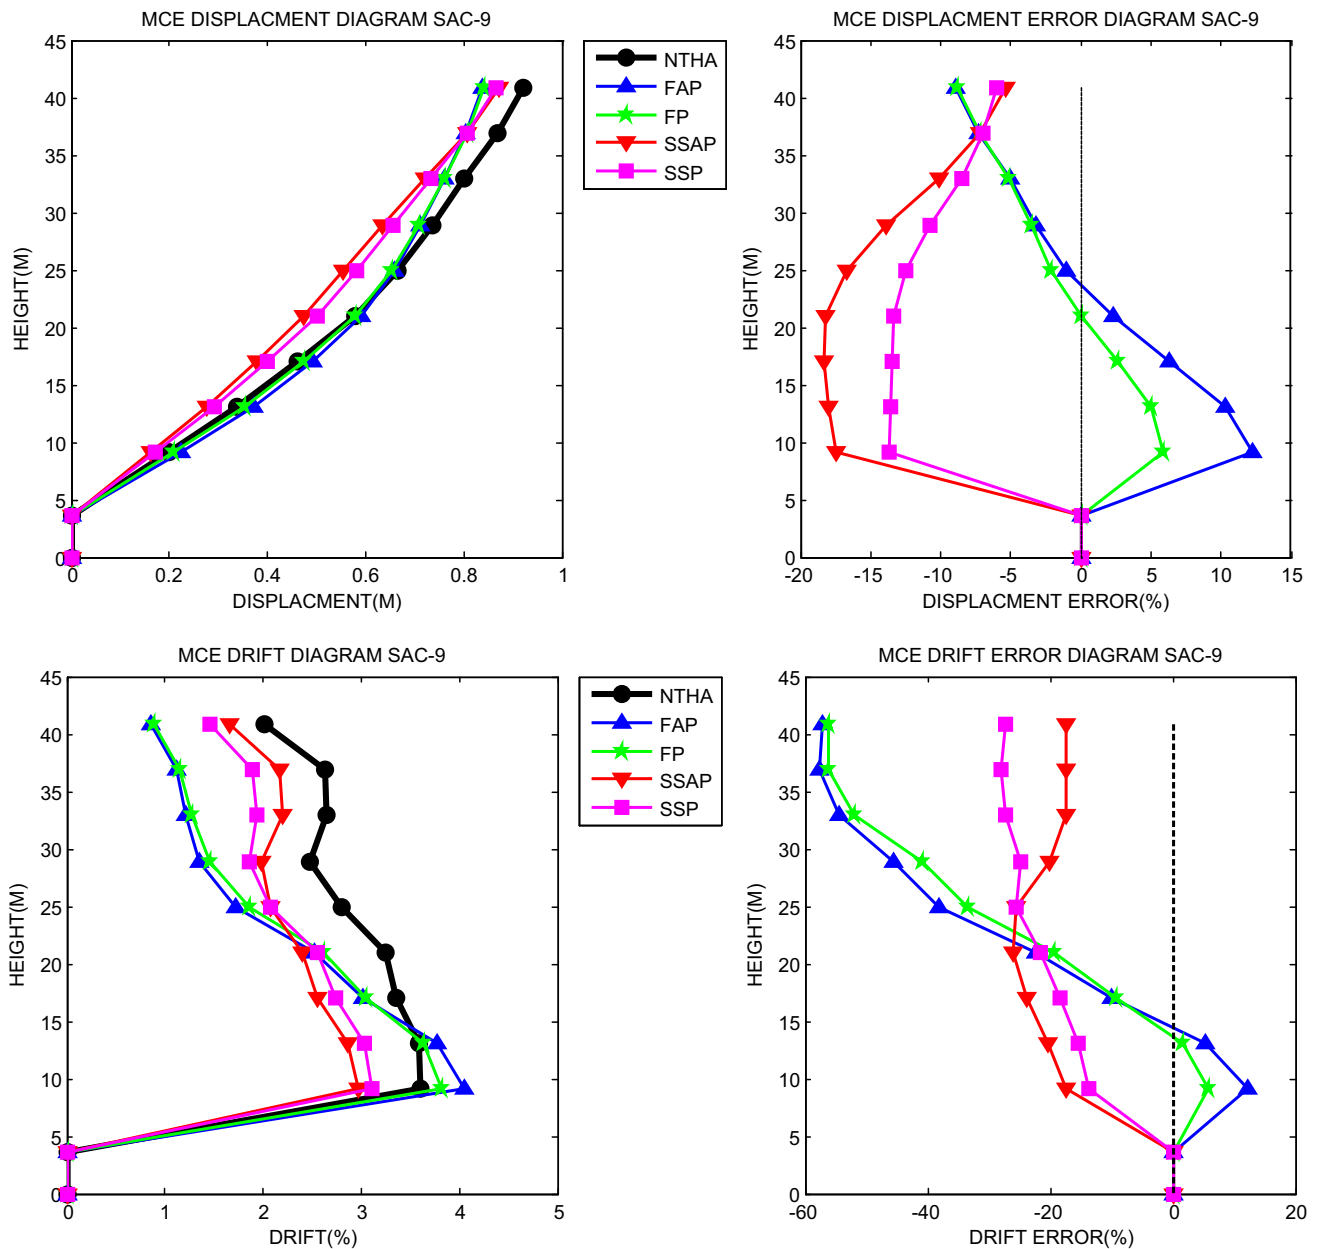 MCE DISPLACMENT DIAGRAM SAC-9
45
40
35
30
25
20
15
10
5
0
HEIGHT(M)
0 0.2 0.4 0.6 0.8 1
DISPLACMENT(M)
NTHA
FAP
FP
SSAP
SSP
MCE DISPLACMENT ERROR DIAGRAM SAC-9
45
40
35
30
25
20
15
10
5
0
HEIGHT(M)
-20 -15 -10 -5 0 5 10 15
DISPLACMENT ERROR(%)
MCE DRIFT DIAGRAM SAC-9
45
40
35
30
25
20
15
10
5
0
HEIGHT(M)
0 1 2 3 4 5
DRIFT(%)
NTHA
FAP
FP
SSAP
SSP
MCE DRIFT ERROR DIAGRAM SAC-9
45
40
35
30
25
20
15
10
5
0
HEIGHT(M)
-60 -40 -20 0 20
DRIFT ERROR(%)